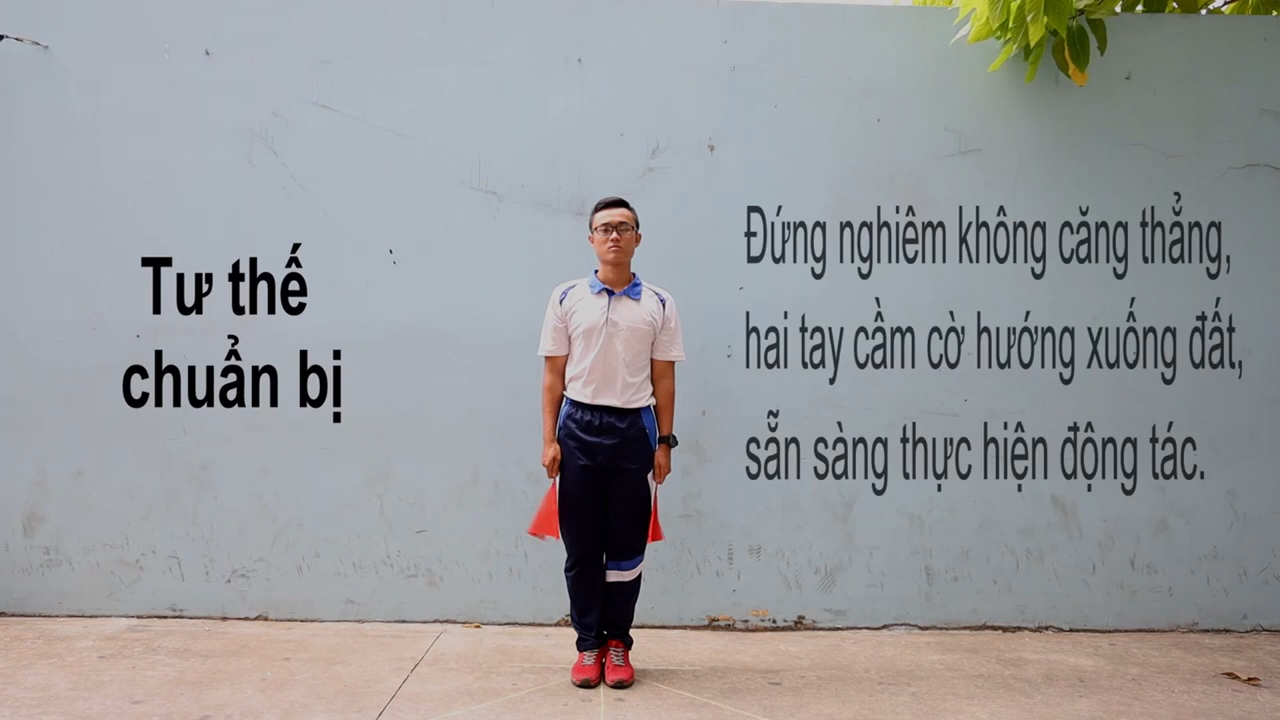 Tư thế
chuẩn bị
Đứng nghiêm không căng thẳng,
hai tay cầm cờ hướng xuống đất,
sẵn sàng thực hiện động tác.